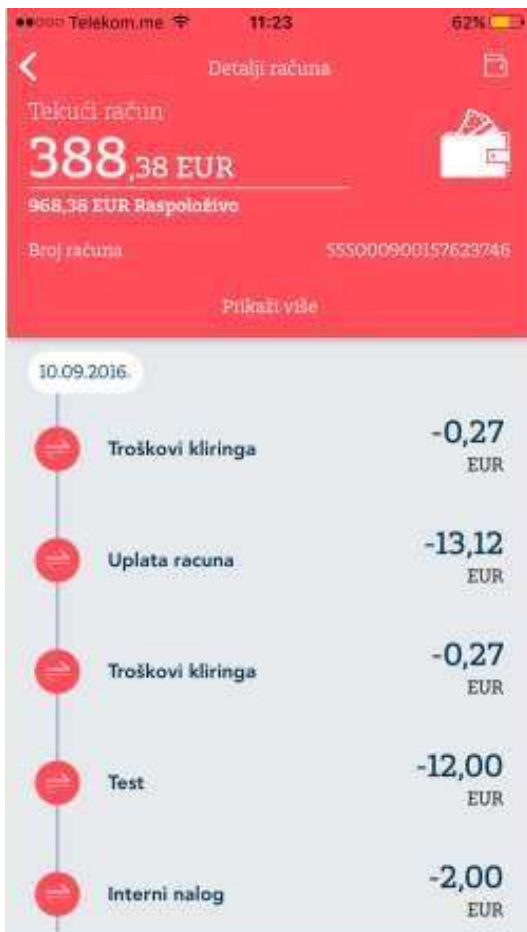 Telekom.me 11:23 62%
Detalji računa
Tekući račun
388,38 EUR
968,38 EUR Raspoloživo
Broj računa 555000900157623746
Prikaži više
10.09.2016.
Troškovi kliringa -0,27 EUR
Uplata racuna -13,12 EUR
Troškovi kliringa -0,27 EUR
Test -12,00 EUR
Interni nalog -2,00 EUR